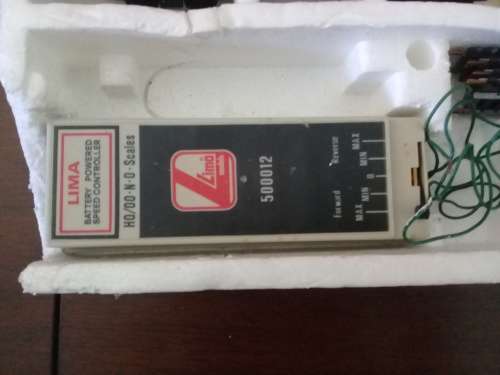 LIMA
BATTERY POWERED
SPEED CONTROLLER
HO/OO-N-O-Scales
Lima
500012
Forward Reverse
MAX MIN 0 MIN MAX